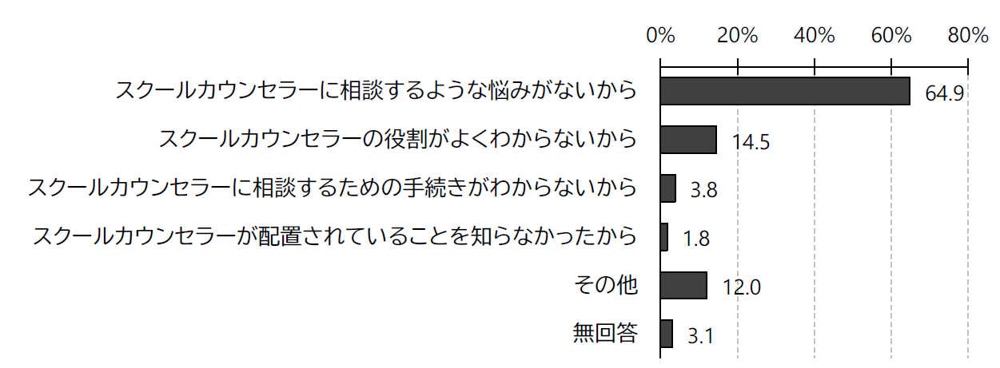 0% 20% 40% 60% 80%
スクールカウンセラーに相談するような悩みがないから 64.9
スクールカウンセラーの役割がよくわからないから 14.5
スクールカウンセラーに相談するための手続きがわからないから 3.8
スクールカウンセラーが配置されていることを知らなかったから 1.8
その他 12.0
無回答 3.1